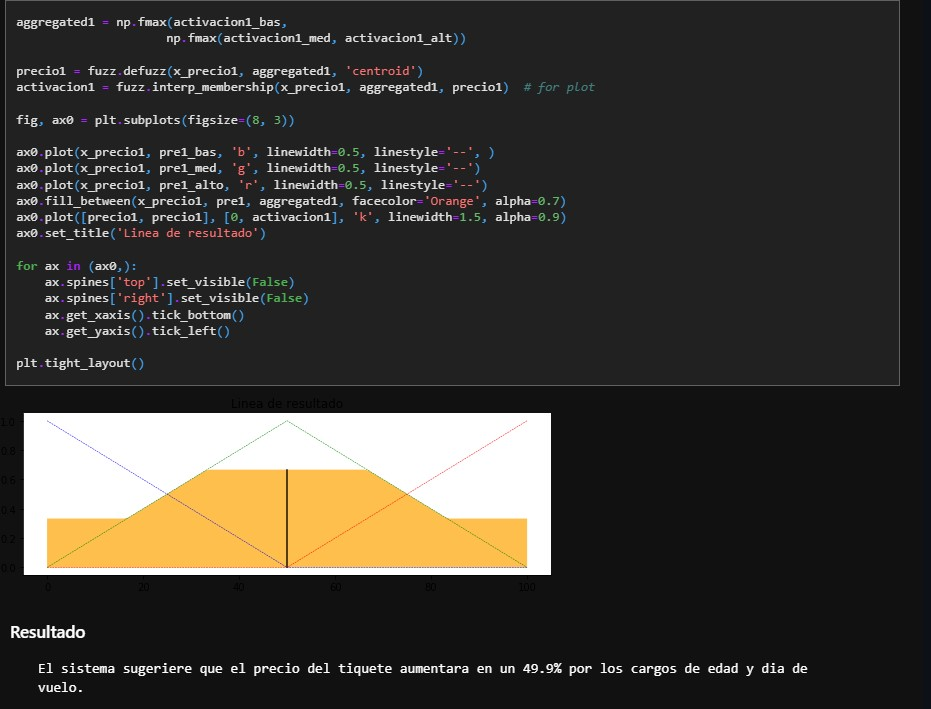 aggregated1 = np.fmax(activacion1_bas,
                     np.fmax(activacion1_med, activacion1_alt))
precio1 = fuzz.defuzz(x_precio1, aggregated1, 'centroid')
activacion1 = fuzz.interp_membership(x_precio1, aggregated1, precio1)  # for plot
fig, ax0 = plt.subplots(figsize=(8, 3))
ax0.plot(x_precio1, pre1_bas, 'b', linewidth=0.5, linestyle='--', )
ax0.plot(x_precio1, pre1_med, 'g', linewidth=0.5, linestyle='--')
ax0.plot(x_precio1, pre1_alto, 'r', linewidth=0.5, linestyle='--')
ax0.fill_between(x_precio1, pre1, aggregated1, facecolor='Orange', alpha=0.7)
ax0.plot([precio1, precio1], [0, activacion1], 'k', linewidth=1.5, alpha=0.9)
ax0.set_title('Linea de resultado')
for ax in (ax0,):
    ax.spines['top'].set_visible(False)
    ax.spines['right'].set_visible(False)
    ax.get_xaxis().tick_bottom()
    ax.get_yaxis().tick_left()
plt.tight_layout()
Linea de resultado
1.0
0.8
0.6
0.4
0.2
0.0
0 20 40 60 80 100
Resultado
El sistema sugeriere que el precio del tiquete aumentara en un 49.9% por los cargos de edad y dia de
vuelo.